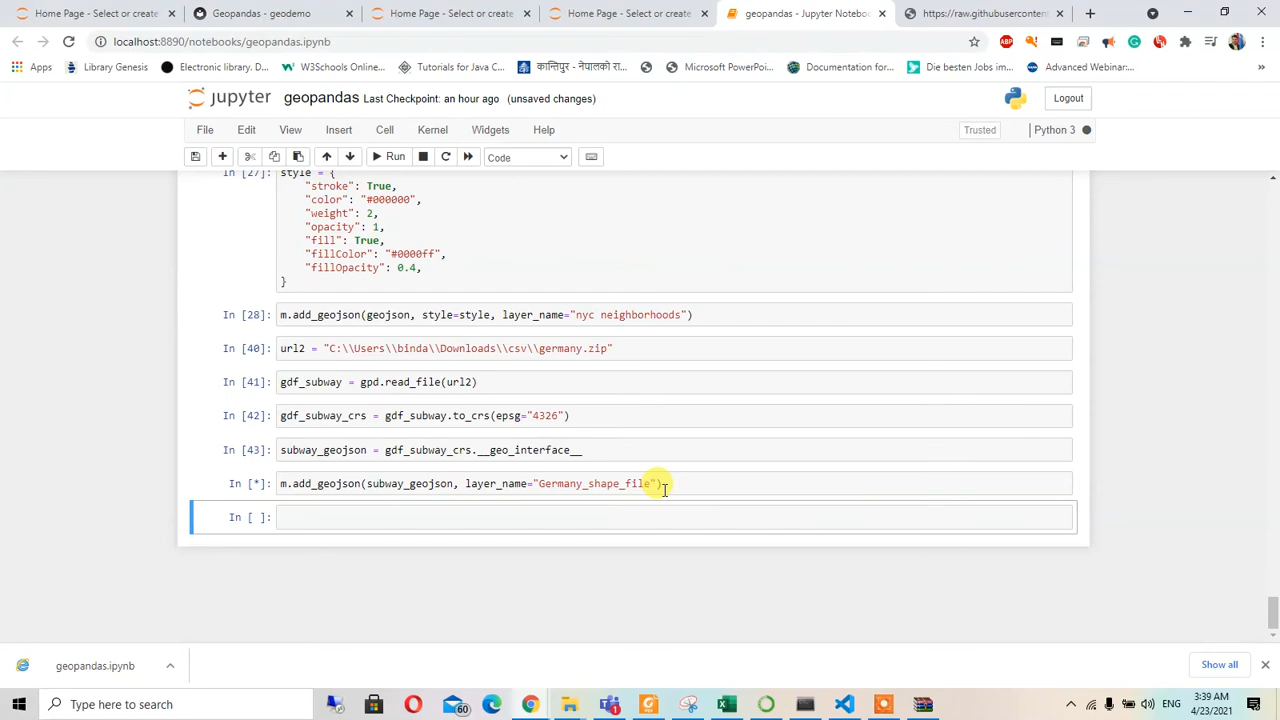 Home Page - Select or create
Geopandas - geodemo
Home Page - Select or create
Home Page - Select or create
geopandas - Jupyter Noteboo
https://raw.githubusercontent
localhost:8890/notebooks/geopandas.ipynb
Apps
Library Genesis
Electronic library. D...
W3Schools Onlin...
Tutorials for Java C...
कान्तिपुर - नेपालको रा...
Microsoft PowerPoi...
Documentation for...
Die besten Jobs im...
Advanced Webinar:...
»
jupyter
geopandas Last Checkpoint: an hour ago (unsaved changes)
Logout
File Edit View Insert Cell Kernel Widgets Help
Trusted
Python 3
Run
Code
In [27]: style = {
"stroke": True,
"color": "#000000",
"weight": 2,
"opacity": 1,
"fill": True,
"fillColor": "#0000ff",
"fillOpacity": 0.4,
}
In [28]: m.add_geojson(geojson, style=style, layer_name="nyc neighborhoods")
In [40]: url2 = "C:\\Users\\binda\\Downloads\\csv\\germany.zip"
In [41]: gdf_subway = gpd.read_file(url2)
In [42]: gdf_subway_crs = gdf_subway.to_crs(epsg="4326")
In [43]: subway_geojson = gdf_subway_crs.__geo_interface__
In [*]: m.add_geojson(subway_geojson, layer_name="Germany_shape_file")
In [ ]:
geopandas.ipynb
Show all
Type here to search
60
1
ENG
3:39 AM
4/23/2021